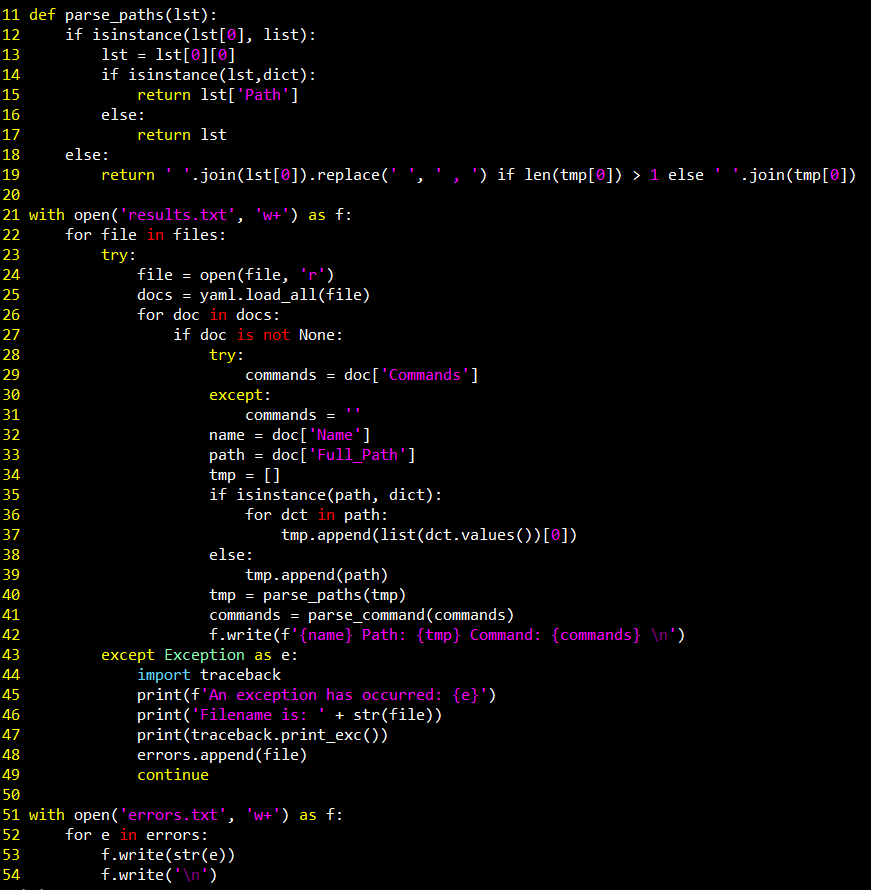 11 def parse_paths(lst):
12     if isinstance(lst[0], list):
13         lst = lst[0][0]
14         if isinstance(lst,dict):
15             return lst['Path']
16         else:
17             return lst
18     else:
19         return ' '.join(lst[0]).replace(' ', ' , ') if len(tmp[0]) > 1 else ' '.join(tmp[0])
20
21 with open('results.txt', 'w+') as f:
22     for file in files:
23         try:
24             file = open(file, 'r')
25             docs = yaml.load_all(file)
26             for doc in docs:
27                 if doc is not None:
28                     try:
29                         commands = doc['Commands']
30                     except:
31                         commands = ''
32                     name = doc['Name']
33                     path = doc['Full_Path']
34                     tmp = []
35                     if isinstance(path, dict):
36                         for dct in path:
37                             tmp.append(list(dct.values())[0])
38                     else:
39                         tmp.append(path)
40                     tmp = parse_paths(tmp)
41                     commands = parse_command(commands)
42                     f.write(f'{name} Path: {tmp} Command: {commands} \n')
43         except Exception as e:
44             import traceback
45             print(f'An exception has occurred: {e}')
46             print('Filename is: ' + str(file))
47             print(traceback.print_exc())
48             errors.append(file)
49             continue
50
51 with open('errors.txt', 'w+') as f:
52     for e in errors:
53         f.write(str(e))
54         f.write('\n')